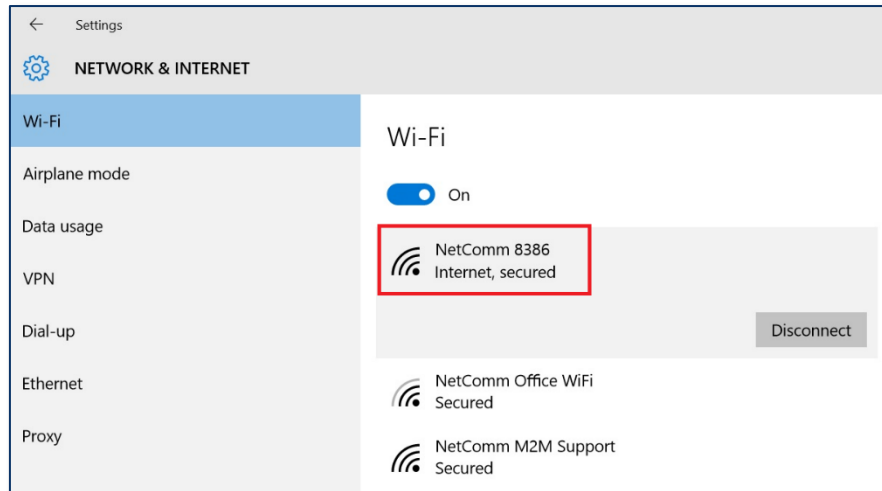 Settings
NETWORK & INTERNET
Wi-Fi
Airplane mode
Data usage
VPN
Dial-up
Ethernet
Proxy
Wi-Fi
On
NetComm 8386
Internet, secured
Disconnect
NetComm Office WiFi
Secured
NetComm M2M Support
Secured